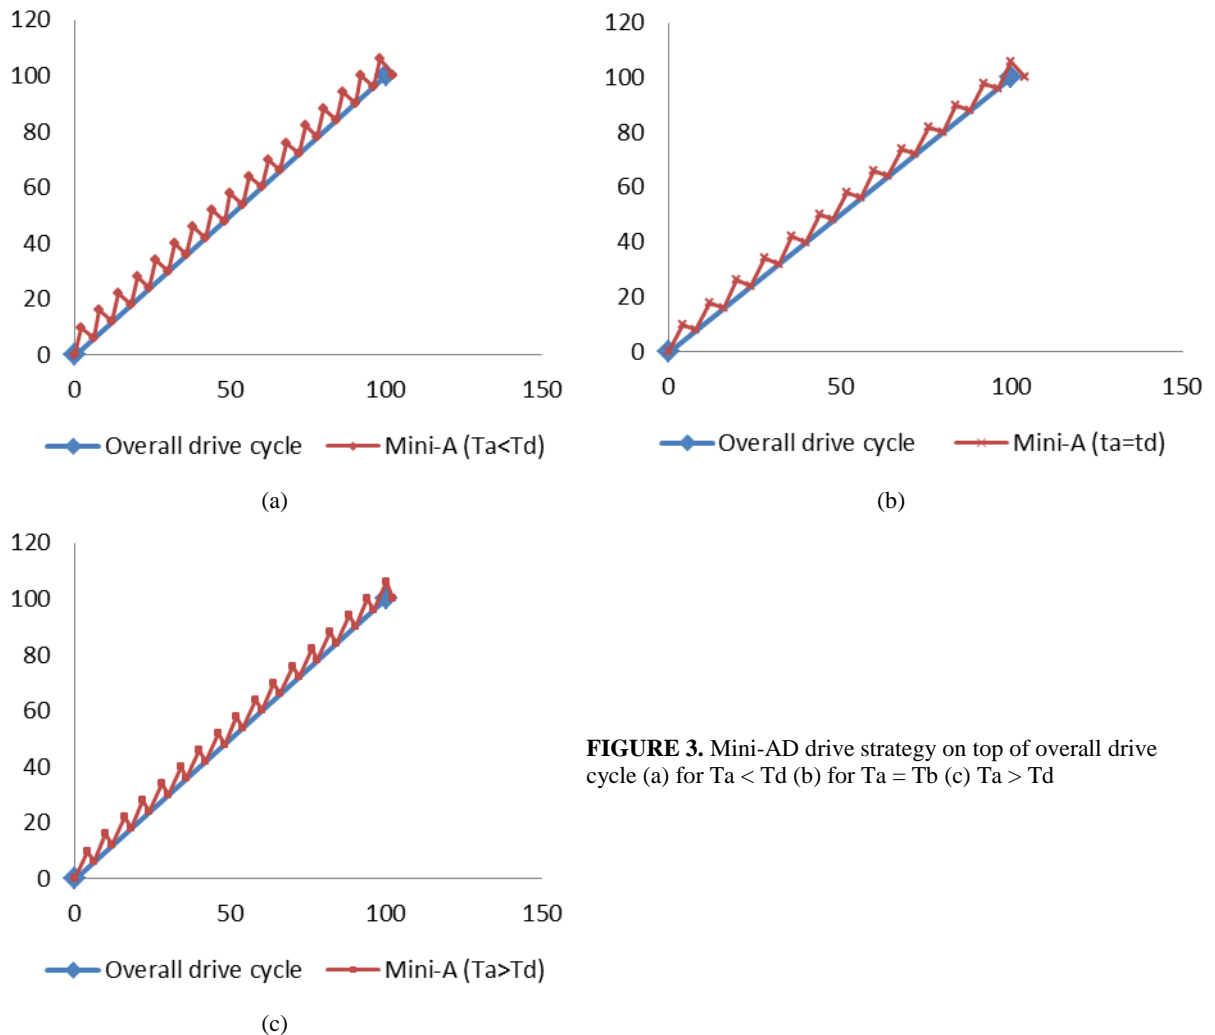 120
100
80
60
40
20
0
0 50 100 150
Overall drive cycle Mini-A (Ta<Td)
(a)
120
100
80
60
40
20
0
0 50 100 150
Overall drive cycle Mini-A (ta=td)
(b)
120
100
80
60
40
20
0
0 50 100 150
Overall drive cycle Mini-A (Ta>Td)
(c)
FIGURE 3. Mini-AD drive strategy on top of overall drive
cycle (a) for Ta < Td (b) for Ta = Tb (c) Ta > Td